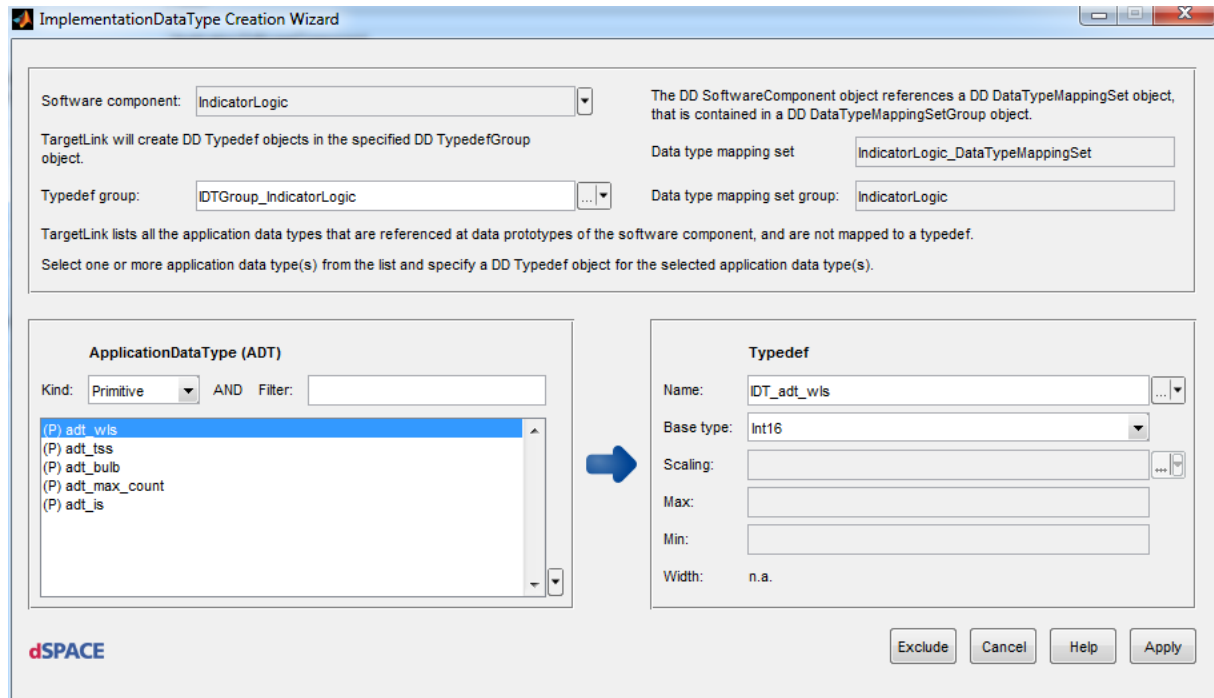 ImplementationDataType Creation Wizard
Software component: IndicatorLogic
TargetLink will create DD Typedef objects in the specified DD TypedefGroup
object.
Typedef group: IDTGroup_IndicatorLogic ...
The DD SoftwareComponent object references a DD DataTypeMappingSet object,
that is contained in a DD DataTypeMappingSetGroup object.
Data type mapping set IndicatorLogic_DataTypeMappingSet
Data type mapping set group: IndicatorLogic
TargetLink lists all the application data types that are referenced at data prototypes of the software component, and are not mapped to a typedef.
Select one or more application data type(s) from the list and specify a DD Typedef object for the selected application data type(s).
ApplicationDataType (ADT)
Kind: Primitive AND Filter:
(P) adt_wls
(P) adt_tss
(P) adt_bulb
(P) adt_max_count
(P) adt_is
Typedef
Name: IDT_adt_wls ...
Base type: Int16
Scaling: ...
Max:
Min:
Width: n.a.
dSPACE
Exclude Cancel Help Apply